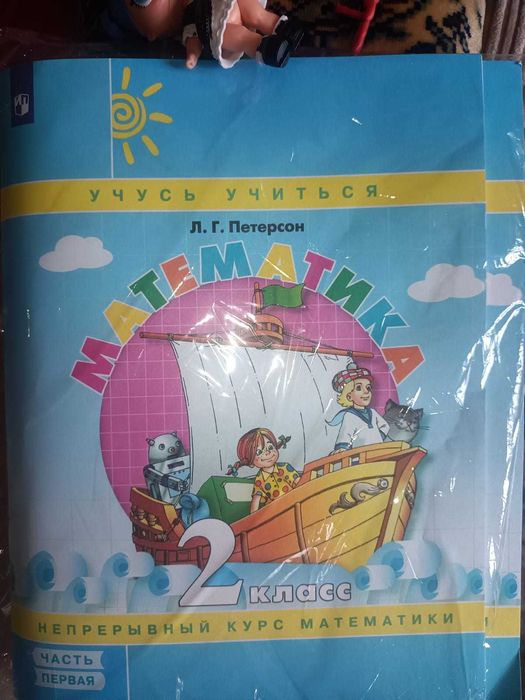 УЧУСЬ УЧИТЬСЯ
Л. Г. Петерсон
МАТЕМАТИКА
2 класс
НЕПРЕРЫВНЫЙ КУРС МАТЕМАТИКИ
И
ЧАСТЬ
ПЕРВАЯ